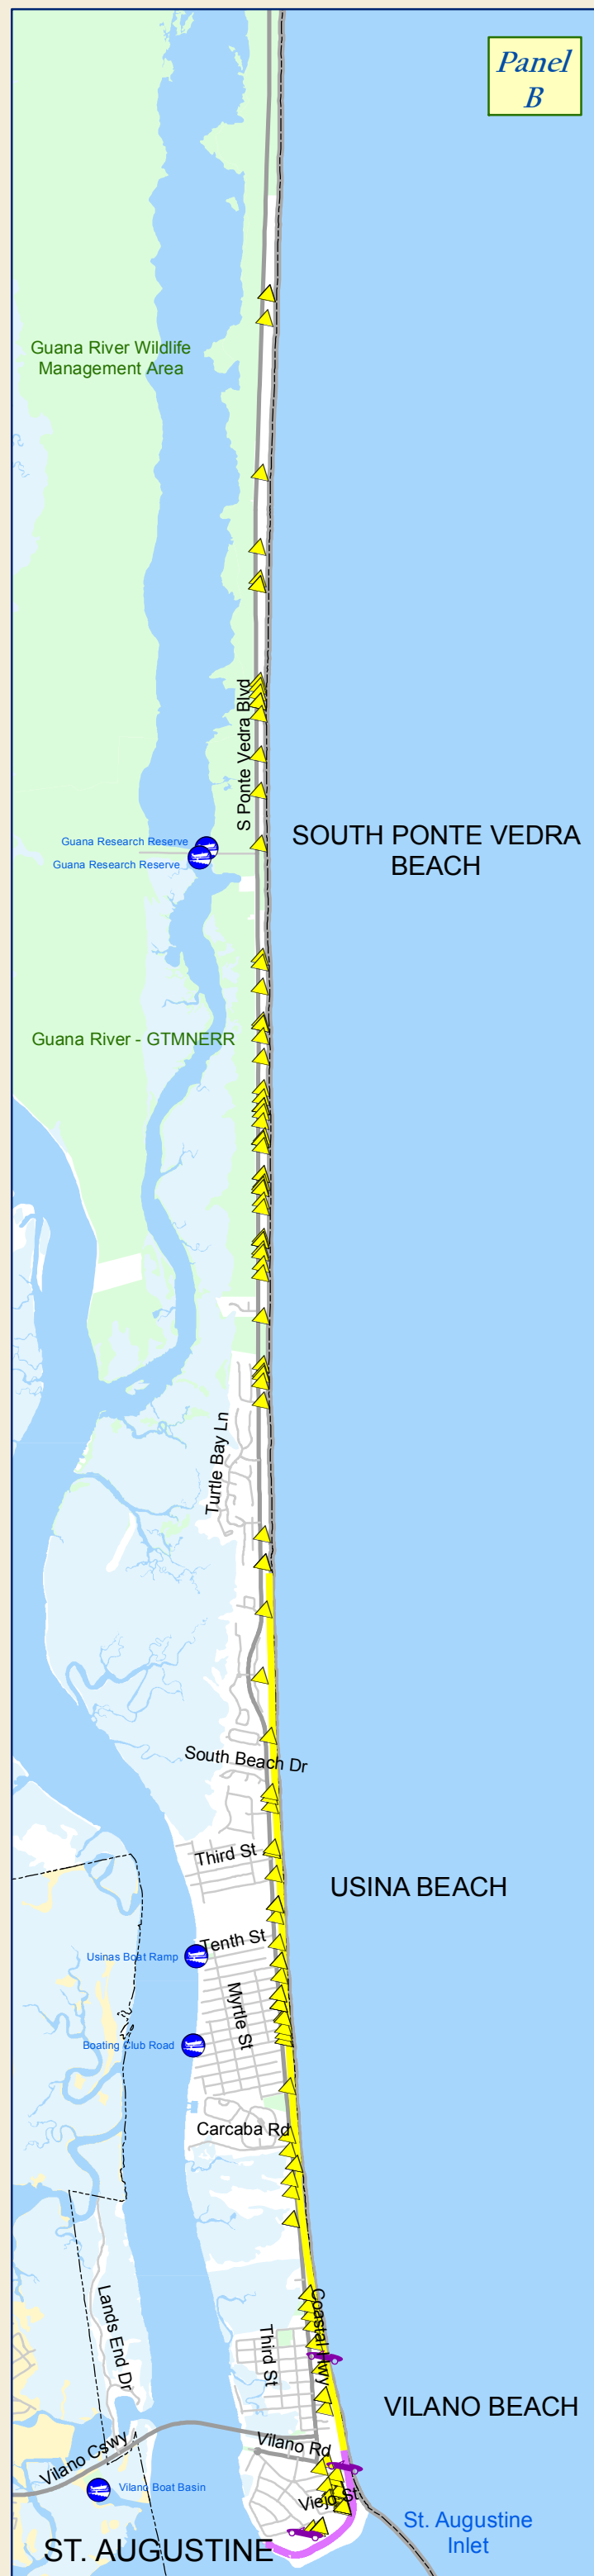 Panel
B
Guana River Wildlife
Management Area
S Ponte Vedra Blvd
SOUTH PONTE VEDRA
BEACH
Guana Research Reserve
Guana Research Reserve
Guana River - GTMNERR
Turtle Bay Ln
South Beach Dr
Third St
USINA BEACH
Tenth St
Usinas Boat Ramp
Myrtle St
Boating Club Road
Carcaba Rd
Lands End Dr
Coastal Hwy
Third St
VILANO BEACH
Vilano Rd
Vilano Cswy
Vilano Boat Basin
Viejo St
St. Augustine
Inlet
ST. AUGUSTINE